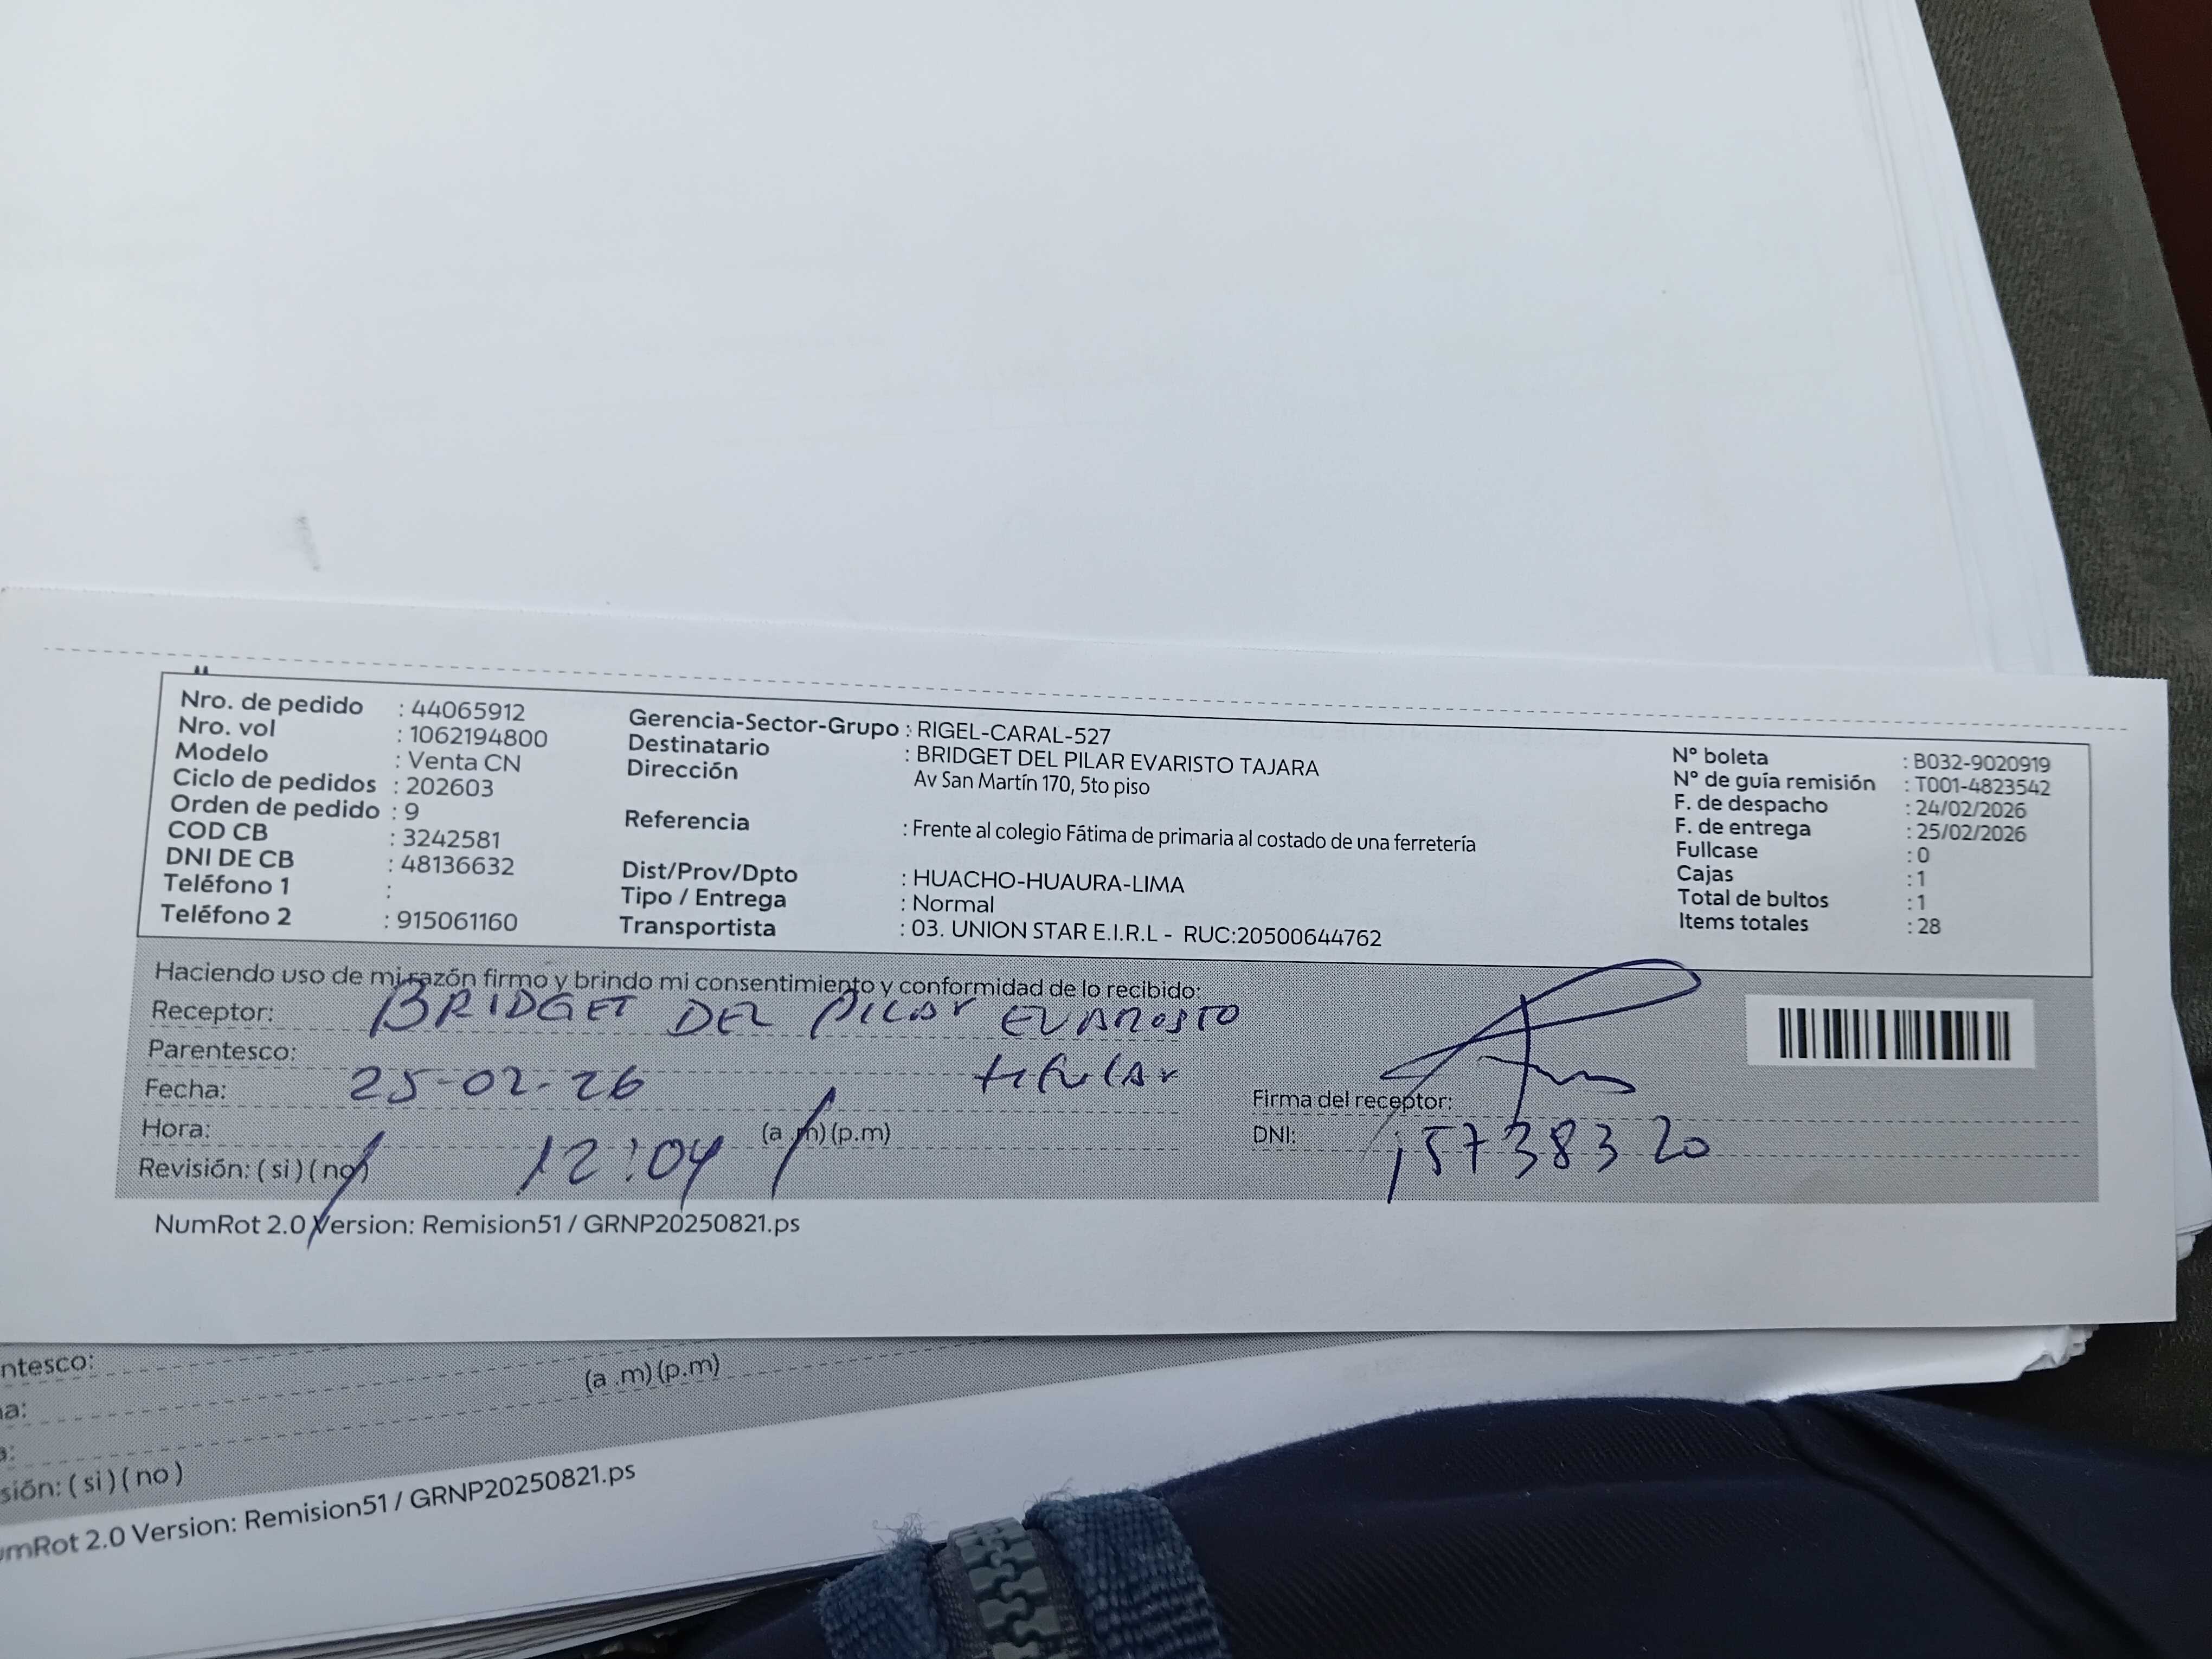 Nro. de pedido : 44065912
Nro. vol : 1062194800
Modelo : Venta CN
Ciclo de pedidos : 202603
Orden de pedido : 9
COD CB : 3242581
DNI DE CB : 48136632
Teléfono 1 :
Teléfono 2 : 915061160
Gerencia-Sector-Grupo : RIGEL-CARAL-527
Destinatario : BRIDGET DEL PILAR EVARISTO TAJARA
Dirección Av San Martín 170, 5to piso
Referencia : Frente al colegio Fátima de primaria al costado de una ferretería
Dist/Prov/Dpto : HUACHO-HUAURA-LIMA
Tipo / Entrega : Normal
Transportista : 03. UNION STAR E.I.R.L - RUC:20500644762
N° boleta : B032-9020919
N° de guía remisión : T001-4823542
F. de despacho : 24/02/2026
F. de entrega : 25/02/2026
Fullcase : 0
Cajas : 1
Total de bultos : 1
Items totales : 28
Haciendo uso de mi razón firmo y brindo mi consentimiento y conformidad de lo recibido:
Receptor: BRIDGET DEL PILAR EVAROSTO
Parentesco: titular
Fecha: 25-02-26
Hora: 12:04 (a .m) (p.m)
Revisión: ( si ) ( no )
Firma del receptor:
DNI: 15738320
NumRot 2.0 Version: Remision51 / GRNP20250821.ps
ntesco:
a:
(a .m) (p.m)
sión: ( si ) ( no )
umRot 2.0 Version: Remision51 / GRNP20250821.ps